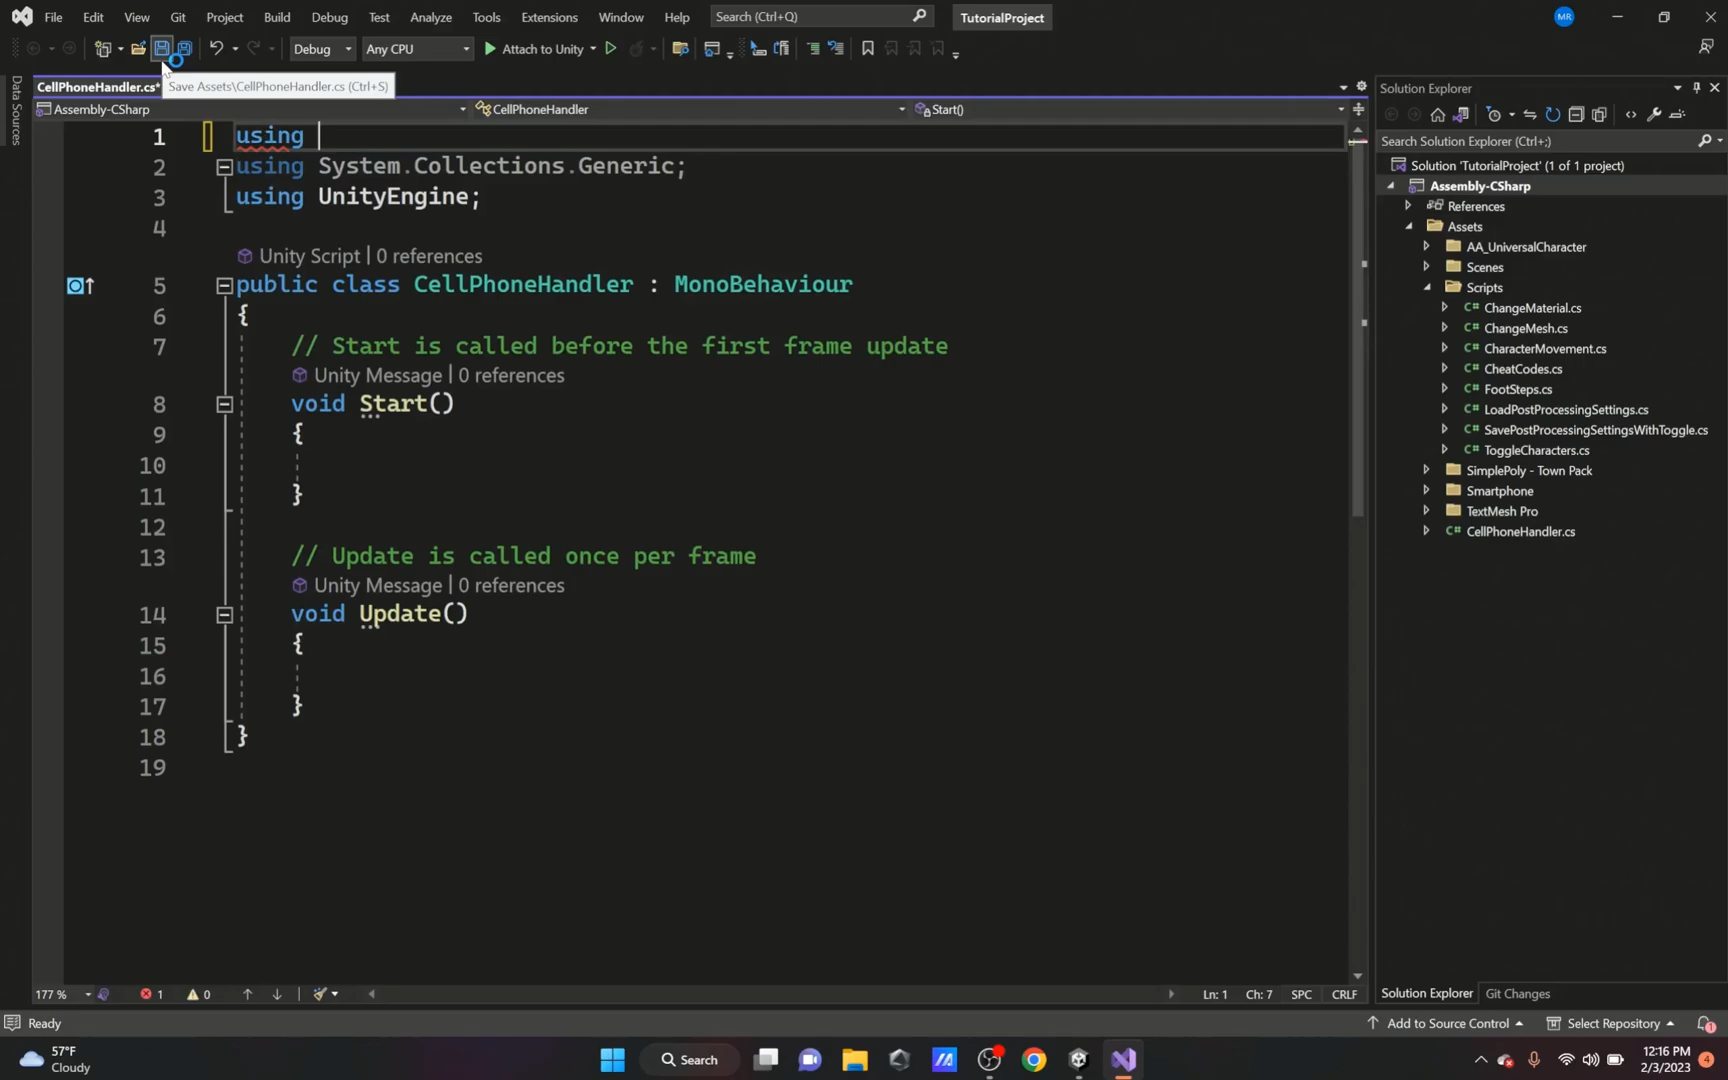 File Edit View Git Project Build Debug Test Analyze Tools Extensions Window Help Search (Ctrl+Q) TutorialProject MR
Debug Any CPU Attach to Unity
CellPhoneHandler.cs* Save Assets\CellPhoneHandler.cs (Ctrl+S)
Assembly-CSharp CellPhoneHandler Start()
Data Sources
1 using
2 using System.Collections.Generic;
3 using UnityEngine;
4
Unity Script | 0 references
5 public class CellPhoneHandler : MonoBehaviour
6 {
7 // Start is called before the first frame update
Unity Message | 0 references
8 void Start()
9 {
10
11 }
12
13 // Update is called once per frame
Unity Message | 0 references
14 void Update()
15 {
16
17 }
18 }
19
177 % 1 0 Ln: 1 Ch: 7 SPC CRLF
Solution Explorer
Search Solution Explorer (Ctrl+;)
Solution 'TutorialProject' (1 of 1 project)
Assembly-CSharp
References
Assets
AA_UniversalCharacter
Scenes
Scripts
C# ChangeMaterial.cs
C# ChangeMesh.cs
C# CharacterMovement.cs
C# CheatCodes.cs
C# FootSteps.cs
C# LoadPostProcessingSettings.cs
C# SavePostProcessingSettingsWithToggle.cs
C# ToggleCharacters.cs
SimplePoly - Town Pack
Smartphone
TextMesh Pro
C# CellPhoneHandler.cs
Solution Explorer Git Changes
Ready Add to Source Control Select Repository 1
57°F
Cloudy
Search
12:16 PM
2/3/2023
4